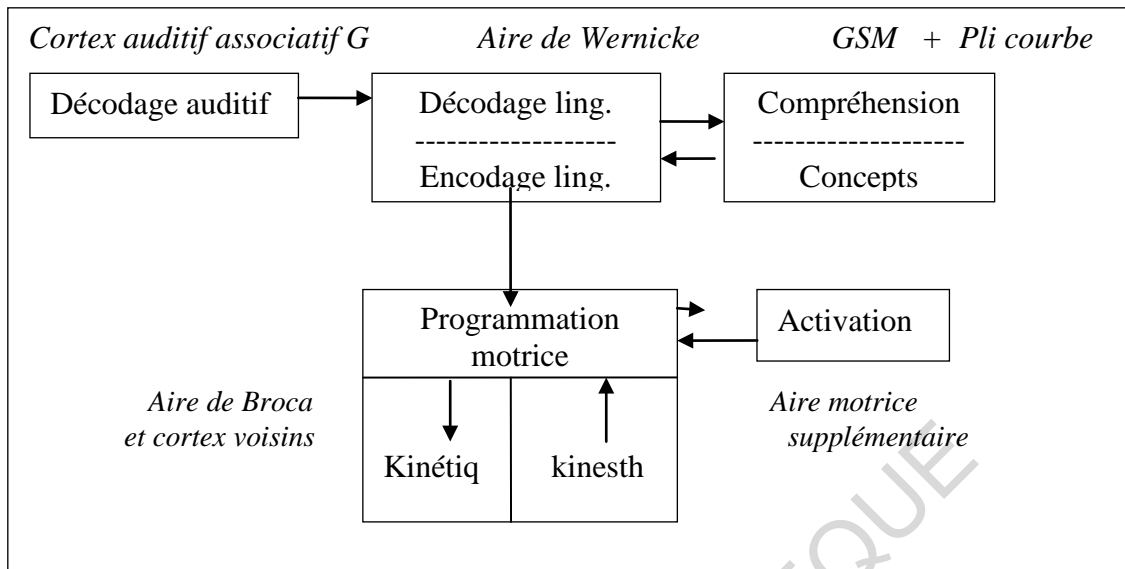 Cortex auditif associatif G Aire de Wernicke GSM + Pli courbe
Décodage auditif
Décodage ling.
--------------------
Encodage ling.
Compréhension
---------------------
Concepts
Programmation
motrice
Activation
Aire de Broca
et cortex voisins
Kinétiq
kinesth
Aire motrice
supplémentaire